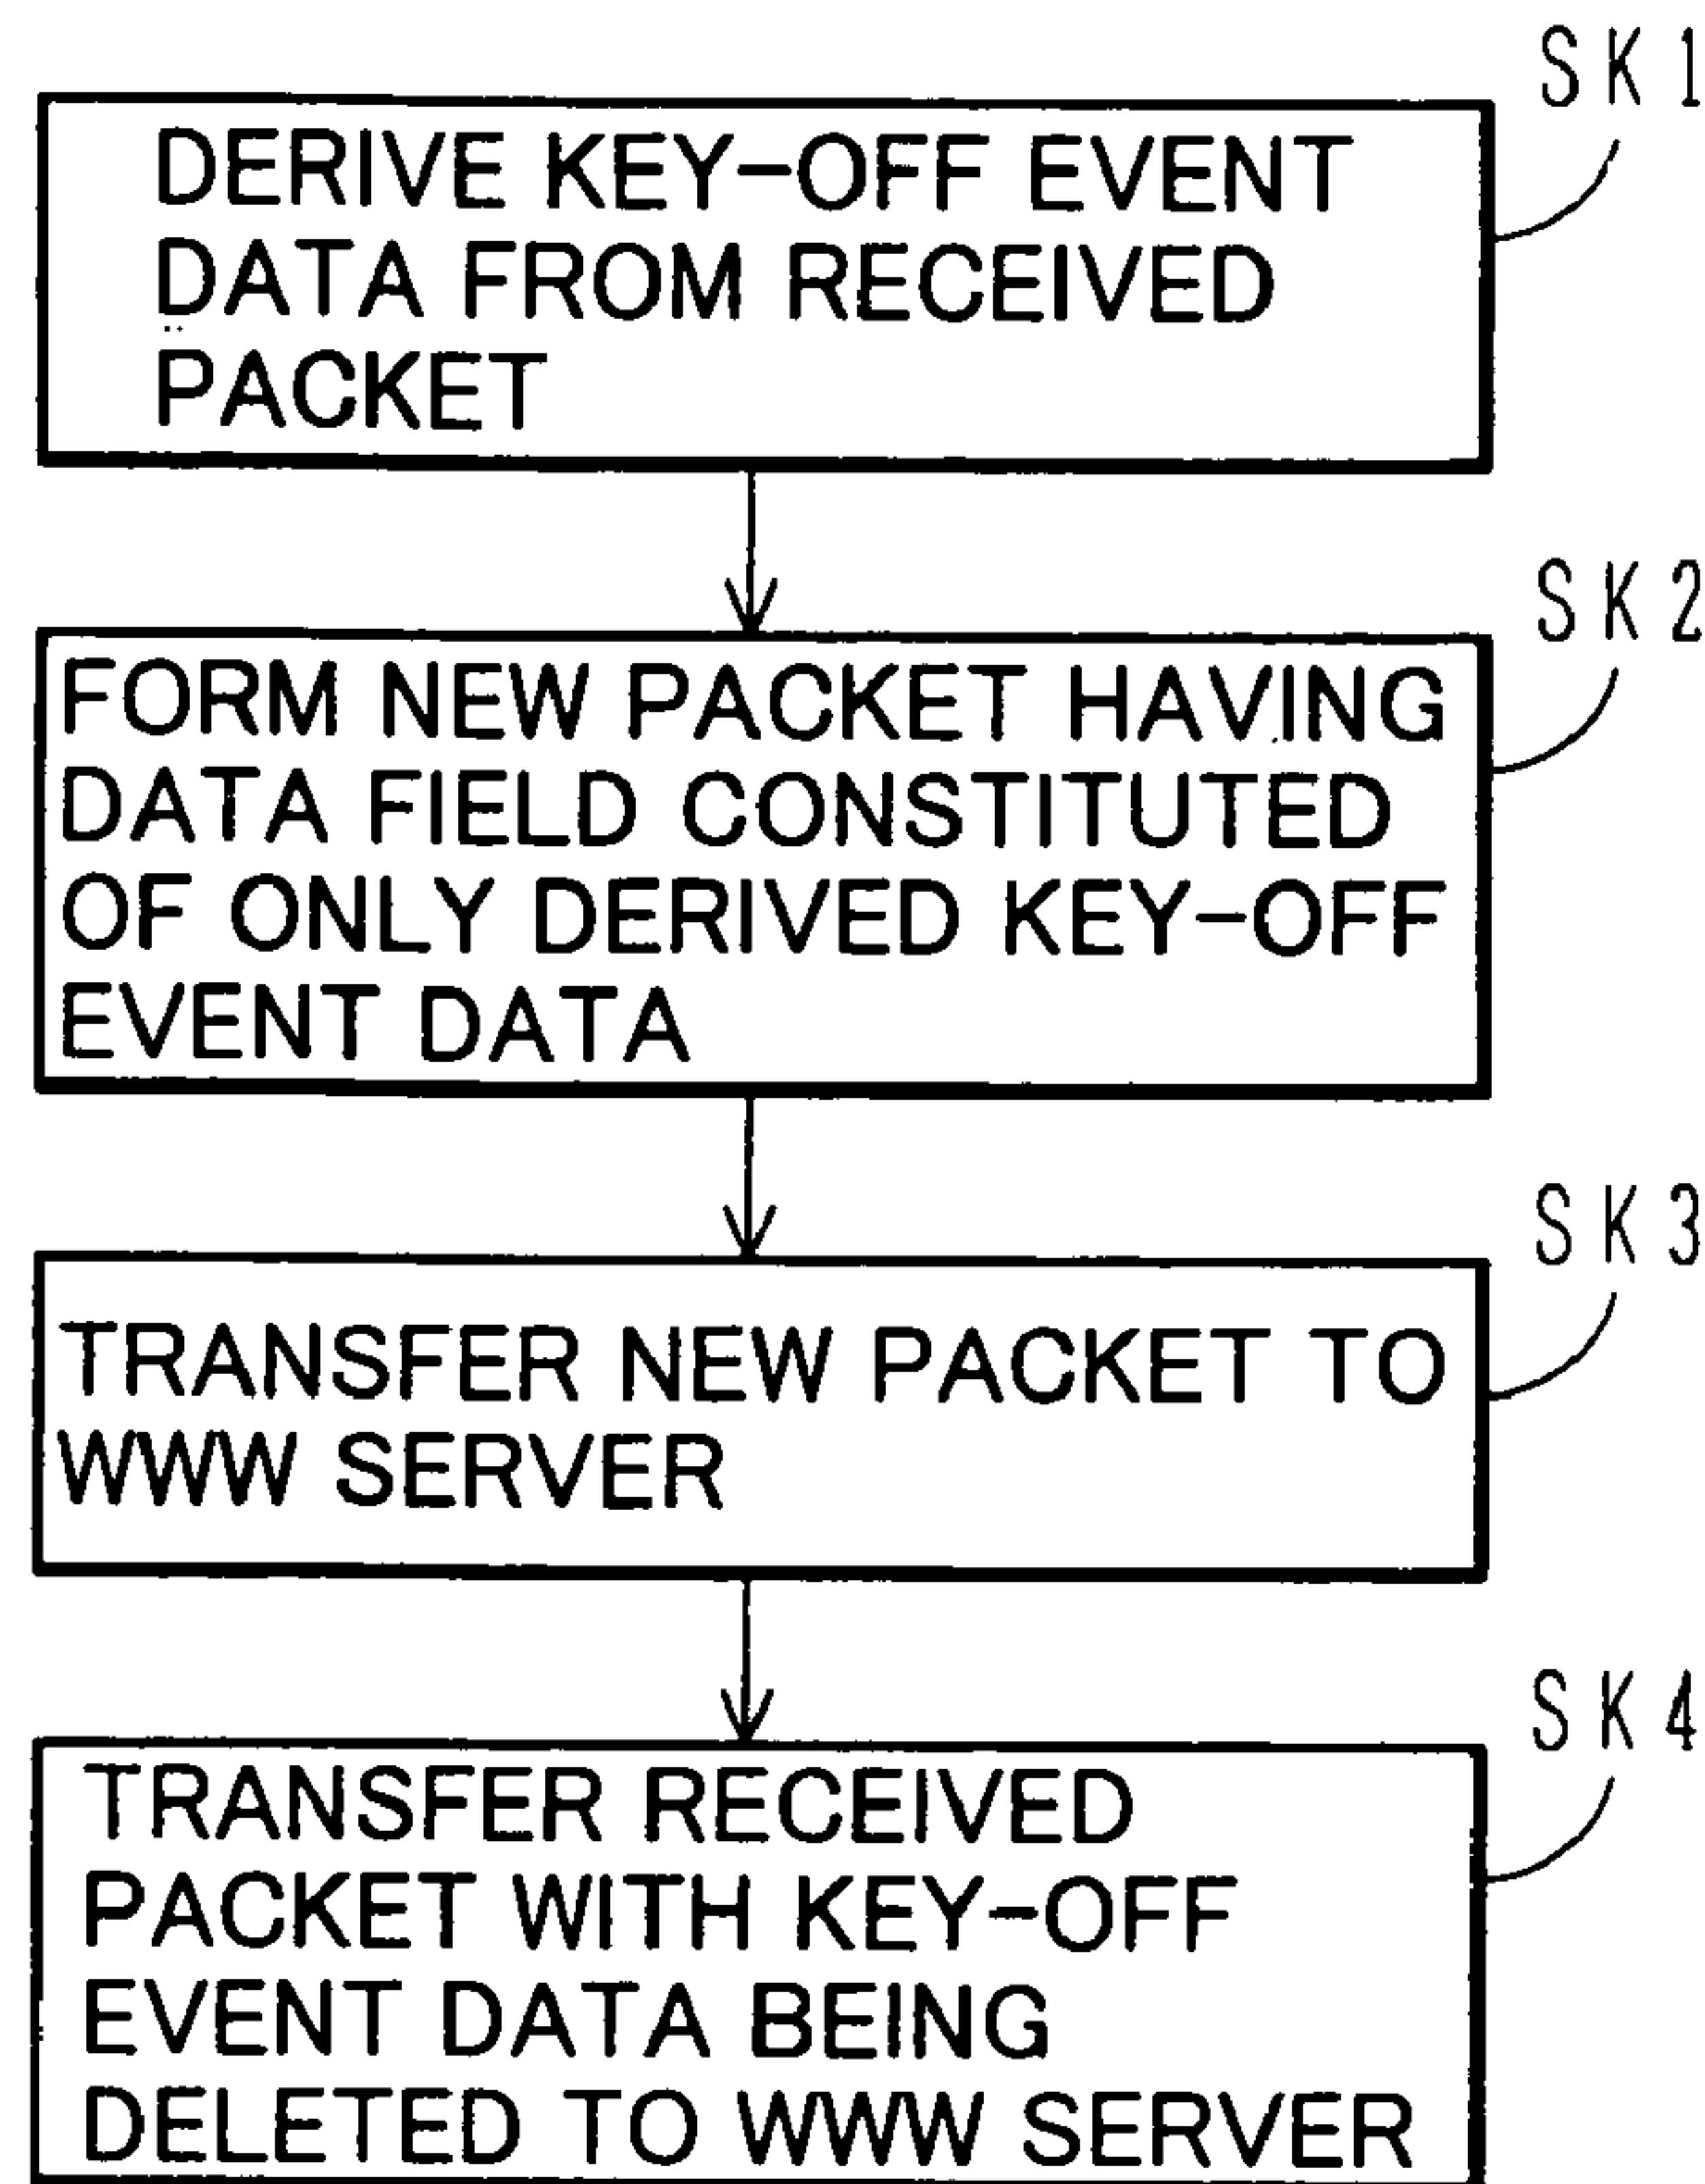 SK1
DERIVE KEY-OFF EVENT
DATA FROM RECEIVED
PACKET
SK2
FORM NEW PACKET HAVING
DATA FIELD CONSTITUTED
OF ONLY DERIVED KEY-OFF
EVENT DATA
SK3
TRANSFER NEW PACKET TO
WWW SERVER
SK4
TRANSFER RECEIVED
PACKET WITH KEY-OFF
EVENT DATA BEING
DELETED TO WWW SERVER